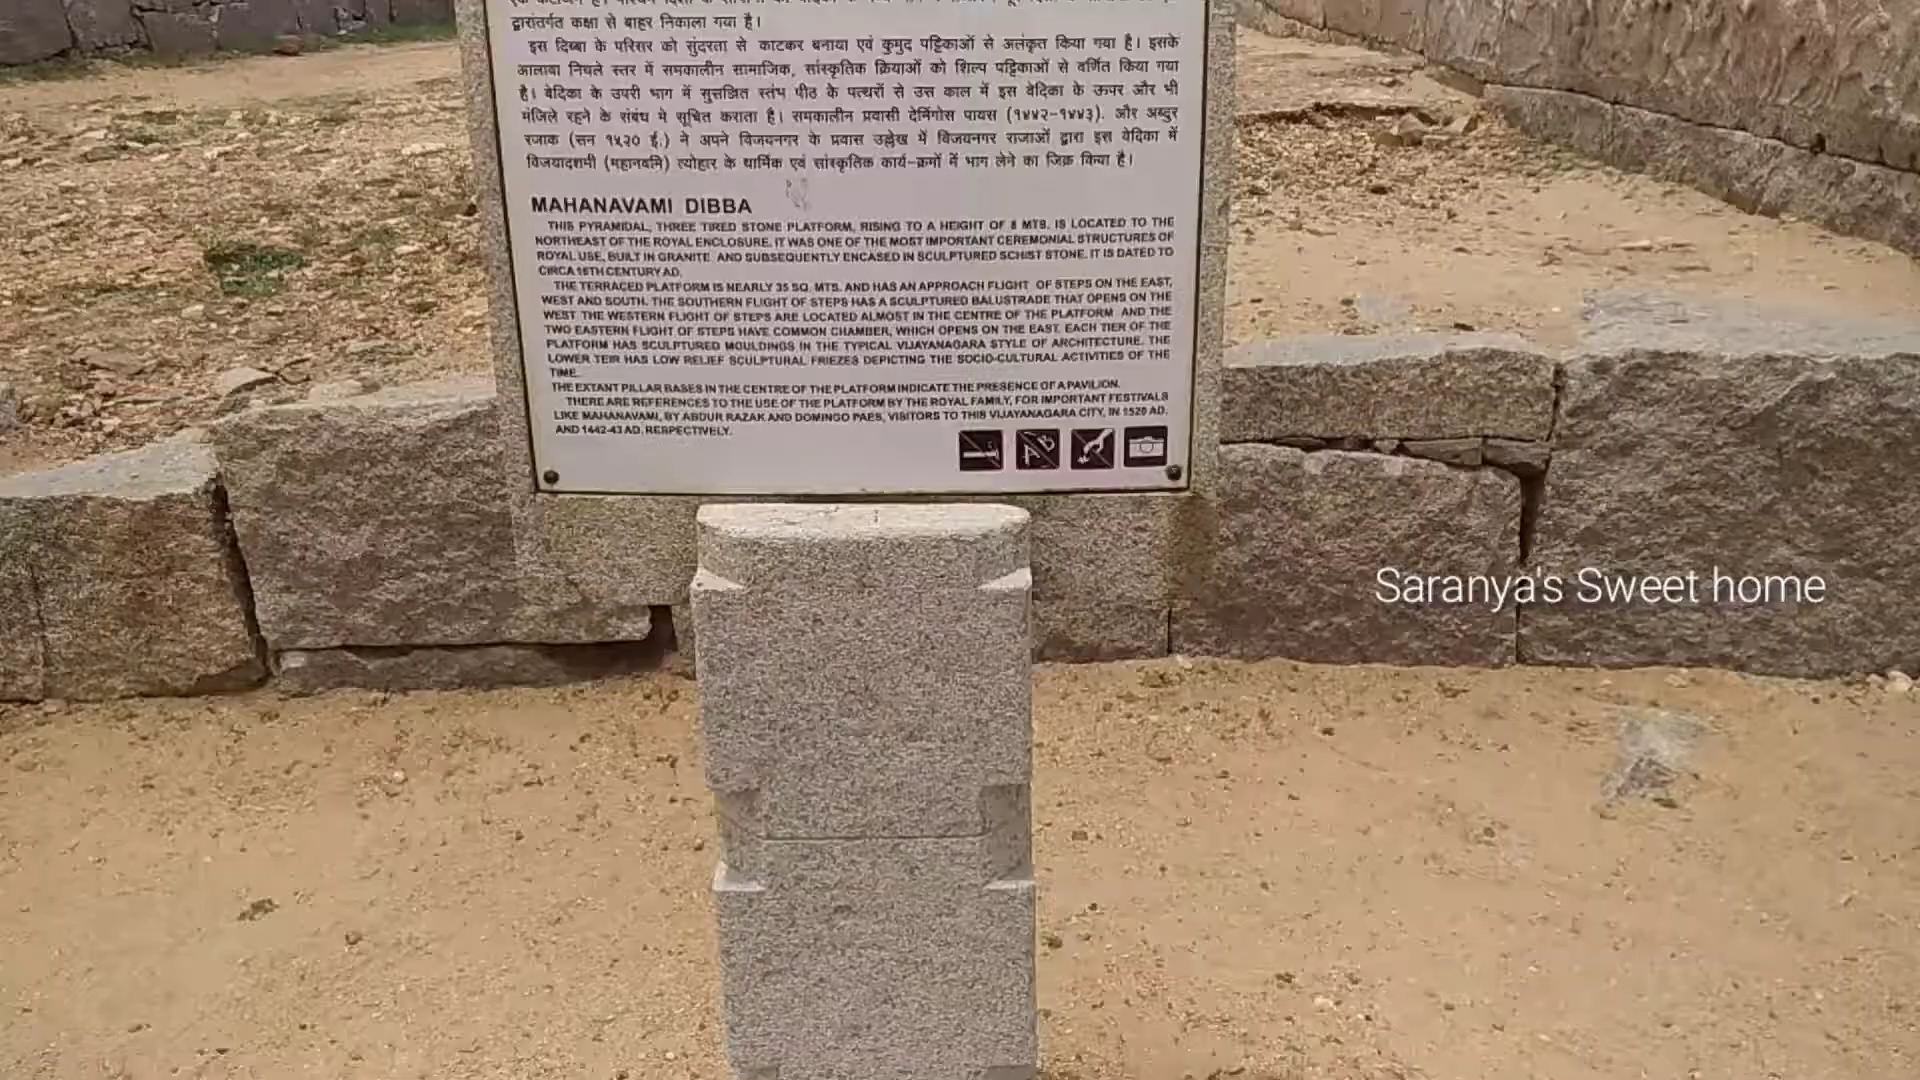 द्वारांतर्गत कक्षा से बाहर निकाला गया है।
इस दिब्बा के परिसर को सुंदरता से काटकर बनाया एवं कुमुद पट्टिकाओं से अलंकृत किया गया है। इसके
आलावा निचले स्तर में समकालीन सामाजिक, सांस्कृतिक क्रियाओं को शिल्प पट्टिकाओं से वर्णित किया गया
है। वेदिका के उपरी भाग में सुसज्जित स्तंभ पीठ के पत्थरों से उस काल में इस वेदिका के ऊपर और भी
मंजिले रहने के संबंध मे सूचित कराता है। समकालीन प्रवासी देमिंगोस पायस (१४४२-१४४३). और अब्दुर
रजाक (सन १५२० ई.) ने अपने विजयनगर के प्रवास उल्लेख में विजयनगर राजाओं द्वारा इस वेदिका में
विजयादशमी (महानवमि) त्योहार के धार्मिक एवं सांस्कृतिक कार्य-क्रमों में भाग लेने का जिक्र किया है।
MAHANAVAMI DIBBA
THIS PYRAMIDAL, THREE TIRED STONE PLATFORM, RISING TO A HEIGHT OF 8 MTS. IS LOCATED TO THE
NORTHEAST OF THE ROYAL ENCLOSURE. IT WAS ONE OF THE MOST IMPORTANT CEREMONIAL STRUCTURES OF
ROYAL USE, BUILT IN GRANITE AND SUBSEQUENTLY ENCASED IN SCULPTURED SCHIST STONE. IT IS DATED TO
CIRCA 16TH CENTURY AD.
THE TERRACED PLATFORM IS NEARLY 35 SQ. MTS. AND HAS AN APPROACH FLIGHT OF STEPS ON THE EAST,
WEST AND SOUTH. THE SOUTHERN FLIGHT OF STEPS HAS A SCULPTURED BALUSTRADE THAT OPENS ON THE
WEST. THE WESTERN FLIGHT OF STEPS ARE LOCATED ALMOST IN THE CENTRE OF THE PLATFORM AND THE
TWO EASTERN FLIGHT OF STEPS HAVE COMMON CHAMBER, WHICH OPENS ON THE EAST. EACH TIER OF THE
PLATFORM HAS SCULPTURED MOULDINGS IN THE TYPICAL VIJAYANAGARA STYLE OF ARCHITECTURE. THE
LOWER TEIR HAS LOW RELIEF SCULPTURAL FRIEZES DEPICTING THE SOCIO-CULTURAL ACTIVITIES OF THE
TIME.
THE EXTANT PILLAR BASES IN THE CENTRE OF THE PLATFORM INDICATE THE PRESENCE OF A PAVILION.
THERE ARE REFERENCES TO THE USE OF THE PLATFORM BY THE ROYAL FAMILY, FOR IMPORTANT FESTIVALS
LIKE MAHANAVAMI, BY ABDUR RAZAK AND DOMINGO PAES, VISITORS TO THIS VIJAYANAGARA CITY, IN 1520 AD.
AND 1442-43 AD. RESPECTIVELY.
A B
Saranya's Sweet home